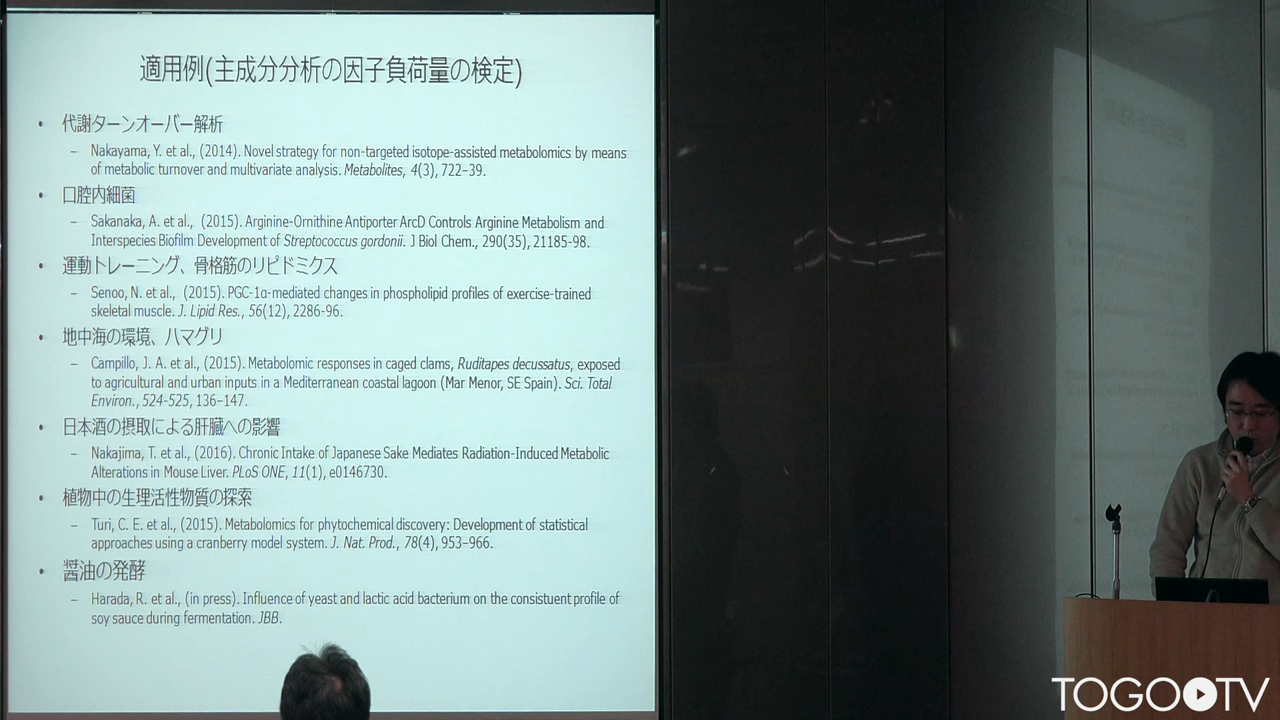 適用例(主成分分析の因子負荷量の検定)
• 代謝ターンオーバー解析
– Nakayama, Y. et al., (2014). Novel strategy for non-targeted isotope-assisted metabolomics by means
of metabolic turnover and multivariate analysis. Metabolites, 4(3), 722–39.
• 口腔内細菌
– Sakanaka, A. et al., (2015). Arginine-Ornithine Antiporter ArcD Controls Arginine Metabolism and
Interspecies Biofilm Development of Streptococcus gordonii. J Biol Chem., 290(35), 21185-98.
• 運動トレーニング、骨格筋のリピドミクス
– Senoo, N. et al., (2015). PGC-1α-mediated changes in phospholipid profiles of exercise-trained
skeletal muscle. J. Lipid Res., 56(12), 2286-96.
• 地中海の環境、ハマグリ
– Campillo, J. A. et al., (2015). Metabolomic responses in caged clams, Ruditapes decussatus, exposed
to agricultural and urban inputs in a Mediterranean coastal lagoon (Mar Menor, SE Spain). Sci. Total
Environ., 524-525, 136–147.
• 日本酒の摂取による肝臓への影響
– Nakajima, T. et al., (2016). Chronic Intake of Japanese Sake Mediates Radiation-Induced Metabolic
Alterations in Mouse Liver. PLoS ONE, 11(1), e0146730.
• 植物中の生理活性物質の探索
– Turi, C. E. et al., (2015). Metabolomics for phytochemical discovery: Development of statistical
approaches using a cranberry model system. J. Nat. Prod., 78(4), 953–966.
• 醤油の発酵
– Harada, R. et al., (in press). Influence of yeast and lactic acid bacterium on the consistuent profile of
soy sauce during fermentation. JBB.
TOGOTV